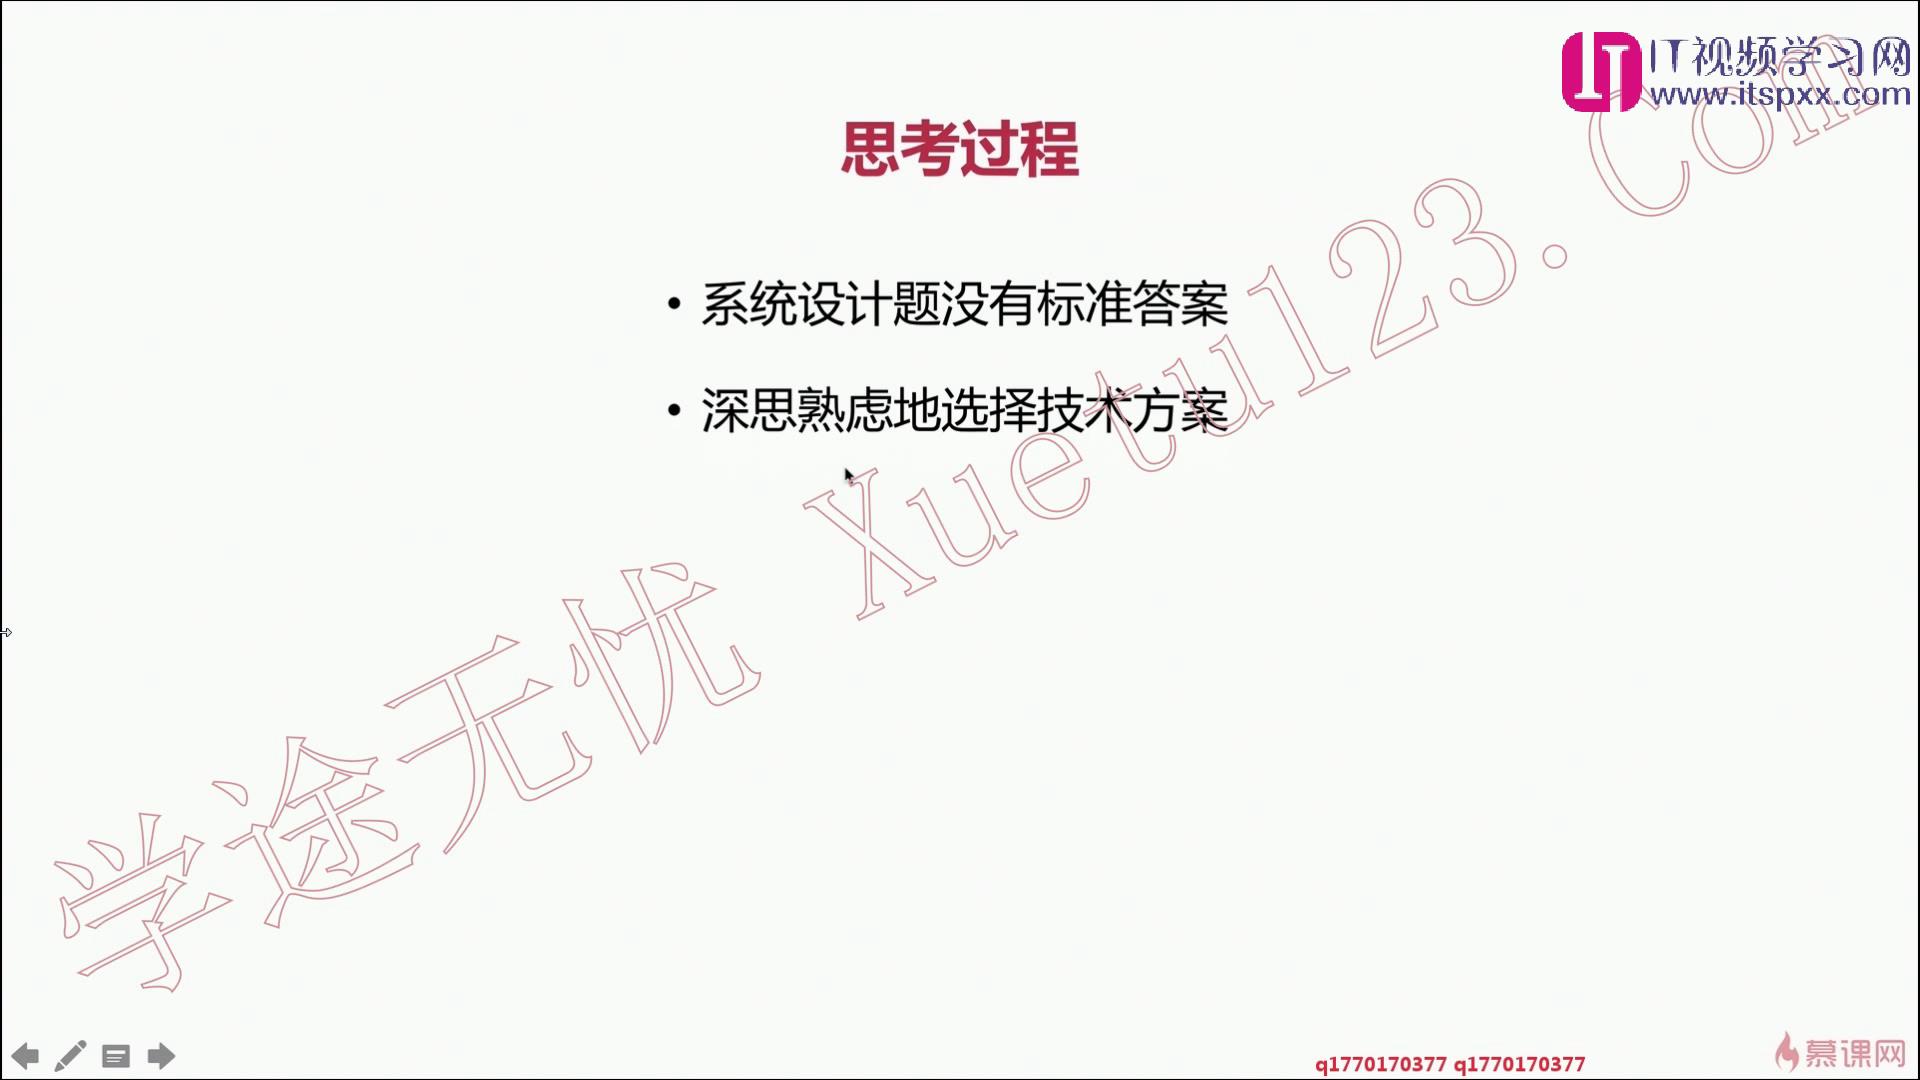 IT视频学习网
www.itspxx.com
思考过程
• 系统设计题没有标准答案
• 深思熟虑地选择技术方案
学途无忧 Xuetu123.Com
q1770170377 q1770170377
慕课网